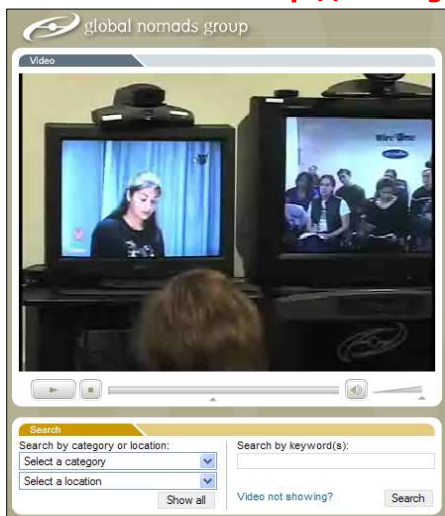 global nomads group
Video
Search
Search by category or location:
Select a category
Select a location
Show all
Search by keyword(s):
Video not showing?
Search